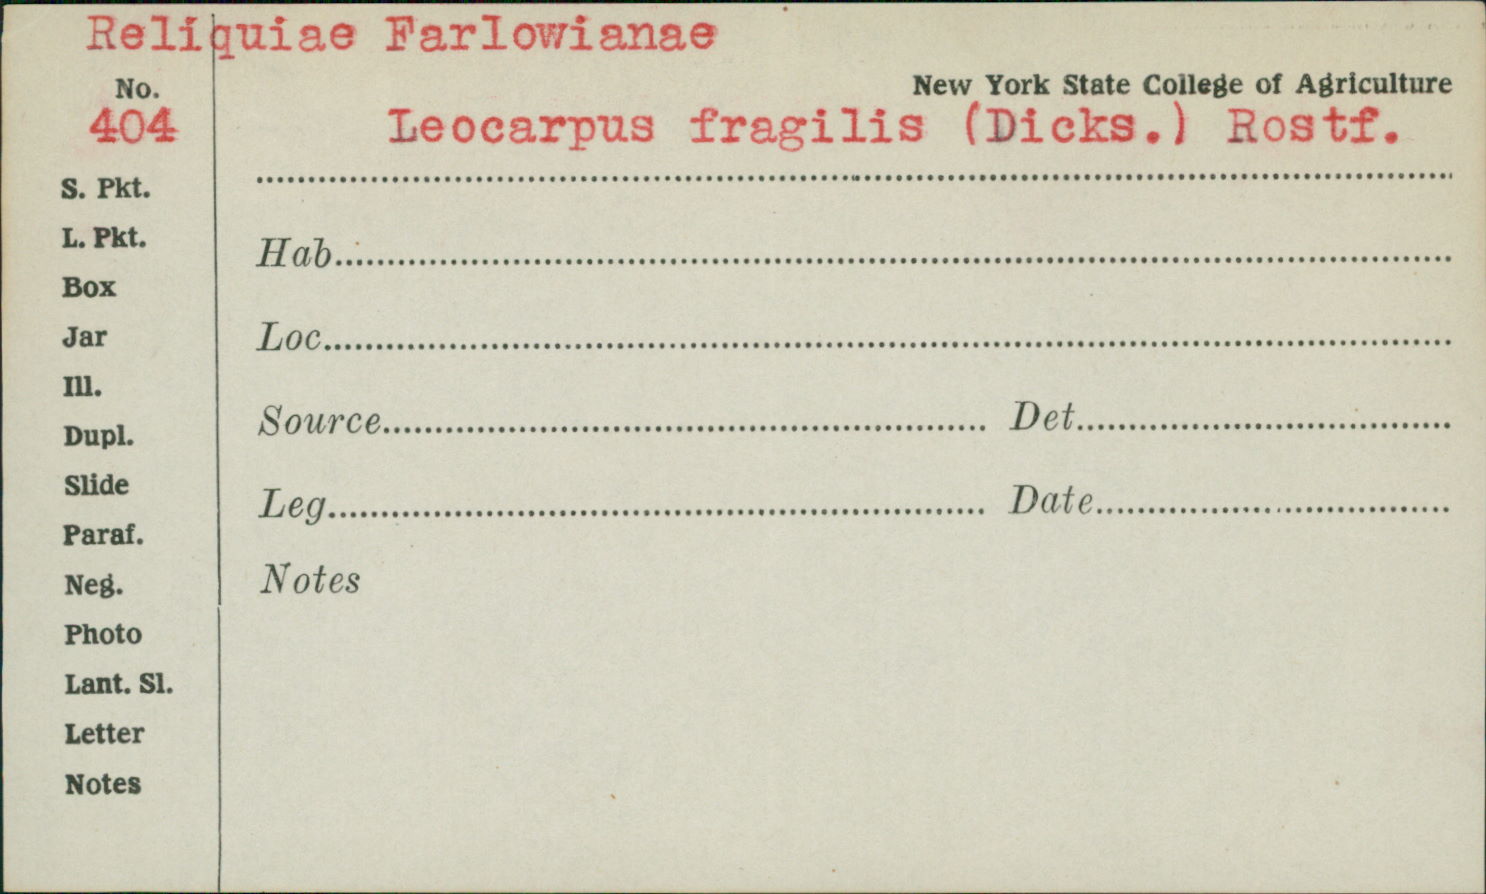 Reliquiae Farlowianae
No.
New York State College of Agriculture
404
Leocarpus fragilis (Dicks.) Rostf.
S. Pkt.
L. Pkt.
Hab
Box
Loc
Jar
Ill.
Source Det
Dupl.
Slide
Leg Date
Paraf.
Neg.
Notes
Photo
Lant. Sl.
Letter
Notes